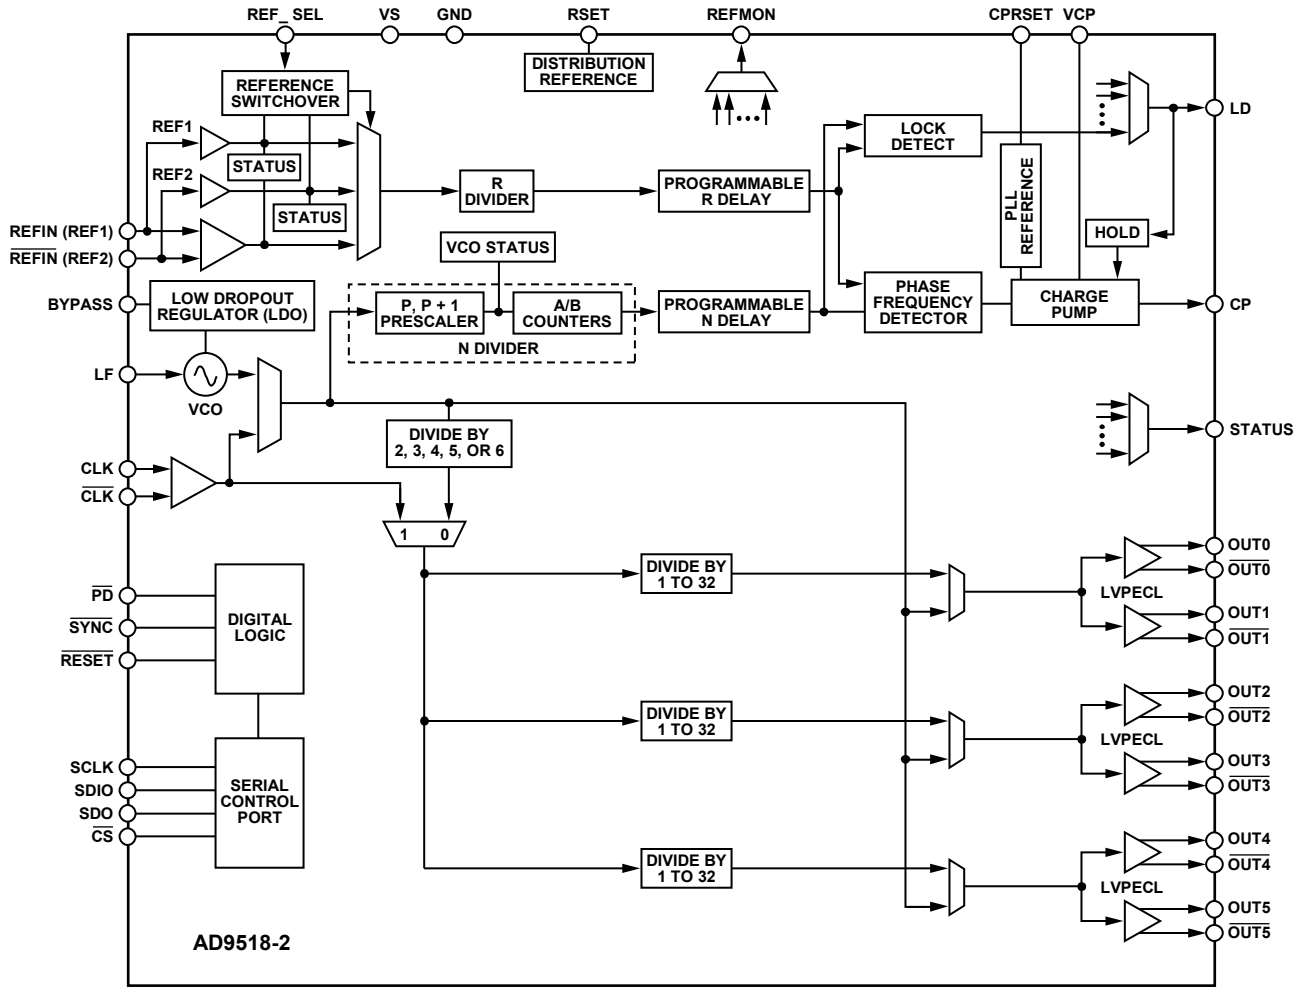 REF_SEL
VS
GND
RSET
REFMON
CPRSET
VCP
DISTRIBUTION
REFERENCE
REFERENCE
SWITCHOVER
REF1
STATUS
REF2
STATUS
REFIN (REF1)
REFIN (REF2)
R
DIVIDER
PROGRAMMABLE
R DELAY
LOCK
DETECT
LD
PLL
REFERENCE
HOLD
VCO STATUS
BYPASS
LOW DROPOUT
REGULATOR (LDO)
P, P + 1
PRESCALER
A/B
COUNTERS
N DIVIDER
PROGRAMMABLE
N DELAY
PHASE
FREQUENCY
DETECTOR
CHARGE
PUMP
CP
LF
VCO
DIVIDE BY
2, 3, 4, 5, OR 6
STATUS
CLK
CLK
1 0
DIVIDE BY
1 TO 32
LVPECL
OUT0
OUT0
OUT1
OUT1
PD
SYNC
RESET
DIGITAL
LOGIC
DIVIDE BY
1 TO 32
LVPECL
OUT2
OUT2
OUT3
OUT3
SCLK
SDIO
SDO
CS
SERIAL
CONTROL
PORT
DIVIDE BY
1 TO 32
LVPECL
OUT4
OUT4
OUT5
OUT5
AD9518-2